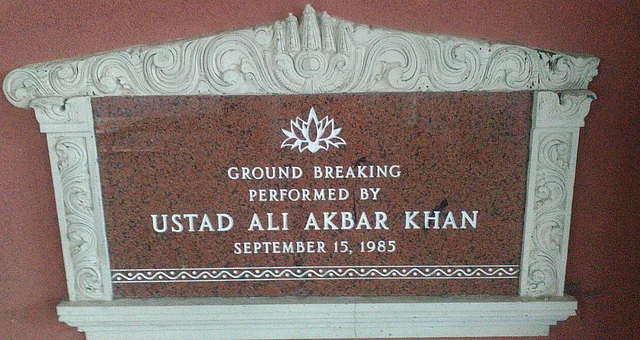 GROUND BREAKING
PERFORMED BY
USTAD ALI AKBAR KHAN
SEPTEMBER 15, 1985